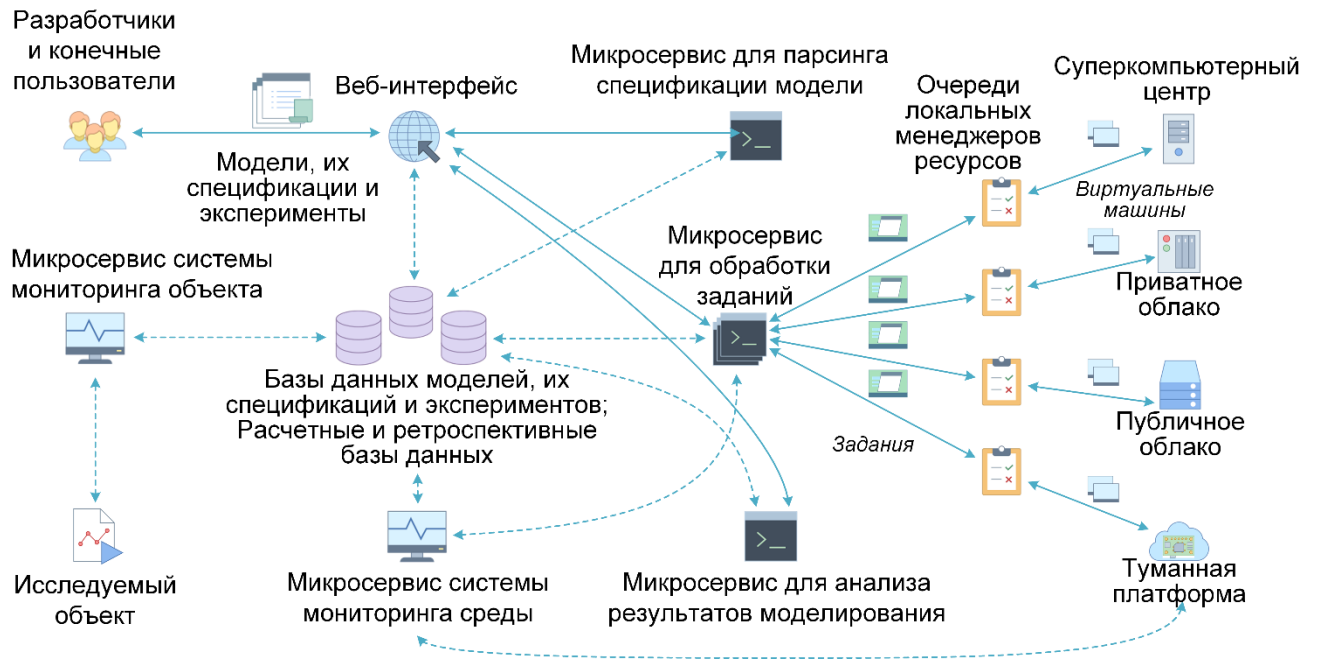 Разработчики
и конечные
пользователи
Веб-интерфейс
Микросервис для парсинга
спецификации модели
Очереди
локальных
менеджеров
ресурсов
Суперкомпьютерный
центр
Модели, их
спецификации и
эксперименты
Виртуальные
машины
Микросервис системы
мониторинга объекта
Микросервис
для обработки
заданий
Приватное
облако
Базы данных моделей, их
спецификаций и экспериментов;
Расчетные и ретроспективные
базы данных
Задания
Публичное
облако
Исследуемый
объект
Микросервис системы
мониторинга среды
Микросервис для анализа
результатов моделирования
Туманная
платформа